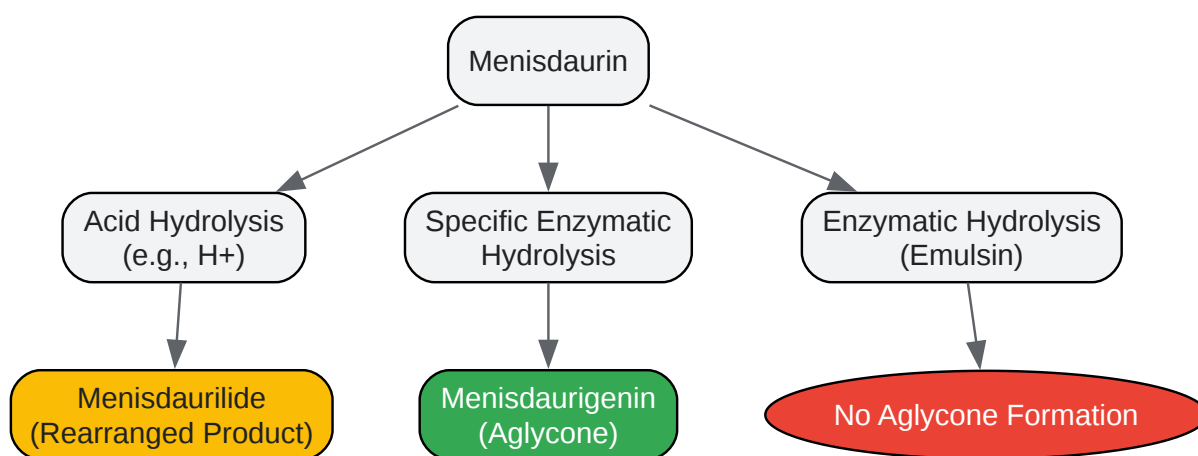 Menisdaurin
Acid Hydrolysis
(e.g., H+)
Specific Enzymatic
Hydrolysis
Enzymatic Hydrolysis
(Emulsin)
Menisdaurilide
(Rearranged Product)
Menisdaurigenin
(Aglycone)
No Aglycone Formation